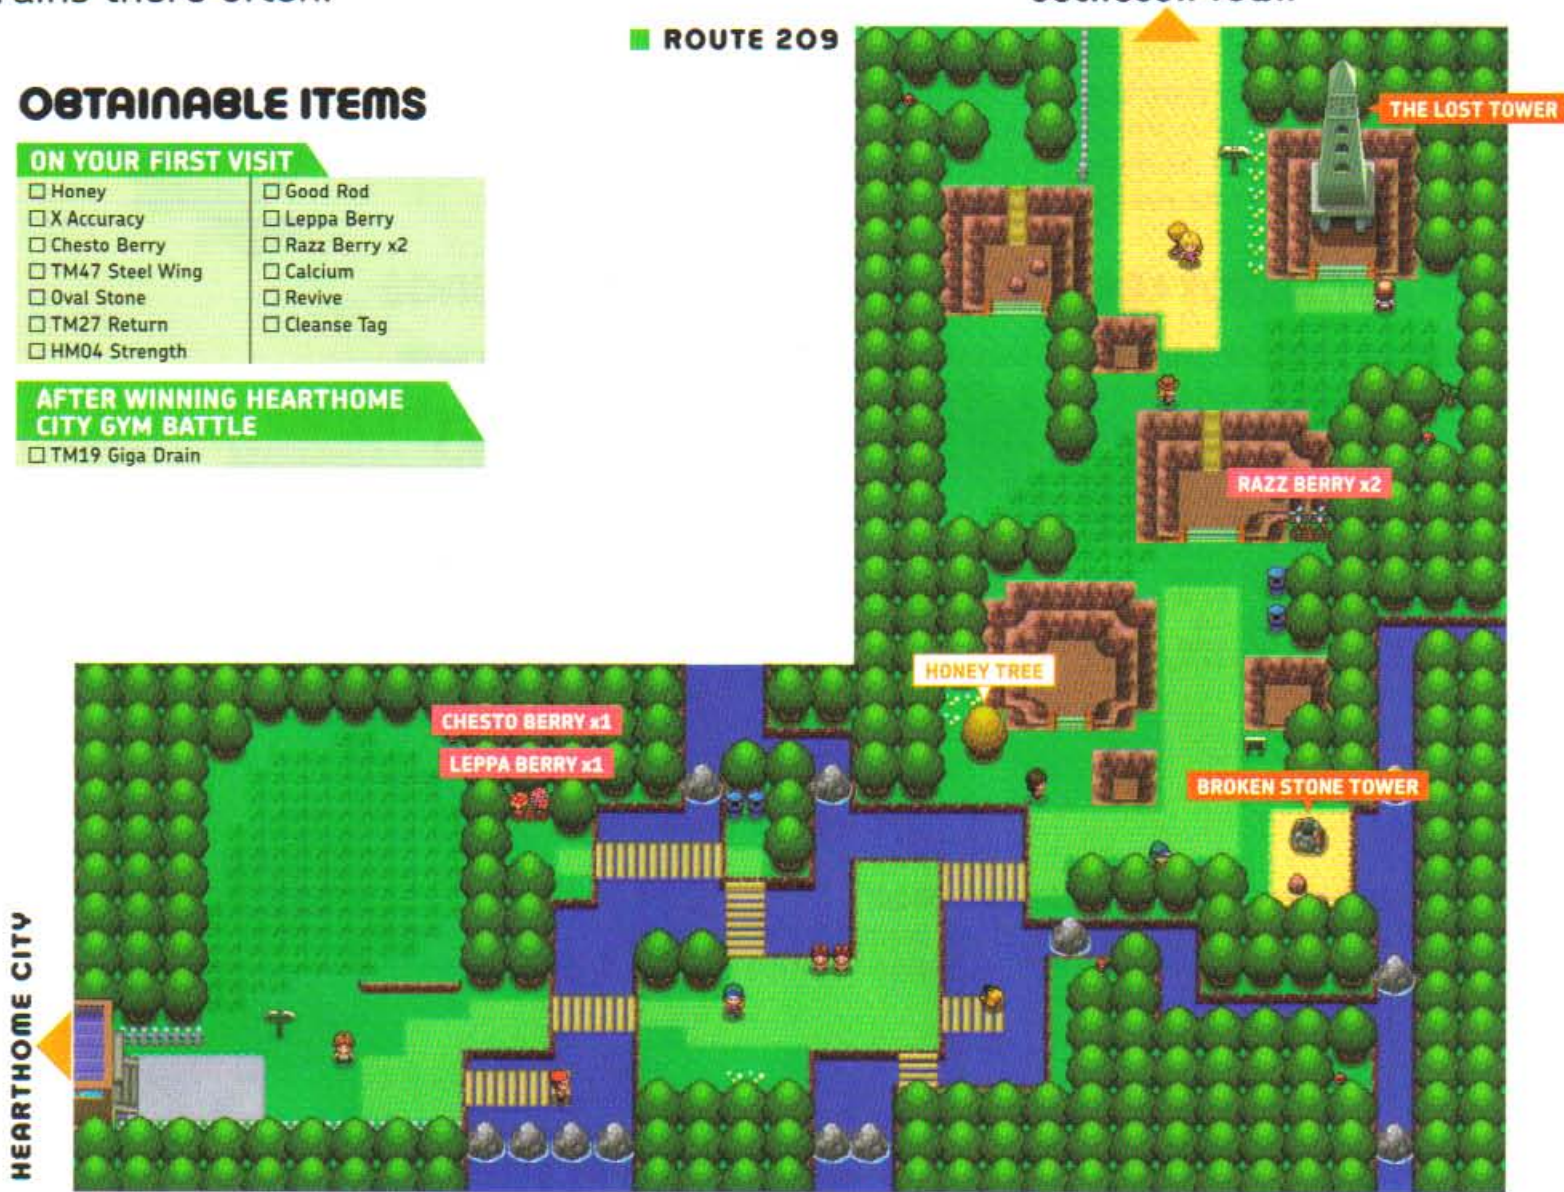 ROUTE 209
OBTAINABLE ITEMS
ON YOUR FIRST VISIT
Honey
X Accuracy
Chesto Berry
TM47 Steel Wing
Oval Stone
TM27 Return
HM04 Strength
Good Rod
Leppa Berry
Razz Berry x2
Calcium
Revive
Cleanse Tag
AFTER WINNING HEARTHOME
CITY GYM BATTLE
TM19 Giga Drain
THE LOST TOWER
RAZZ BERRY x2
HONEY TREE
CHESTO BERRY x1
LEPPA BERRY x1
BROKEN STONE TOWER
HEARTHOME CITY